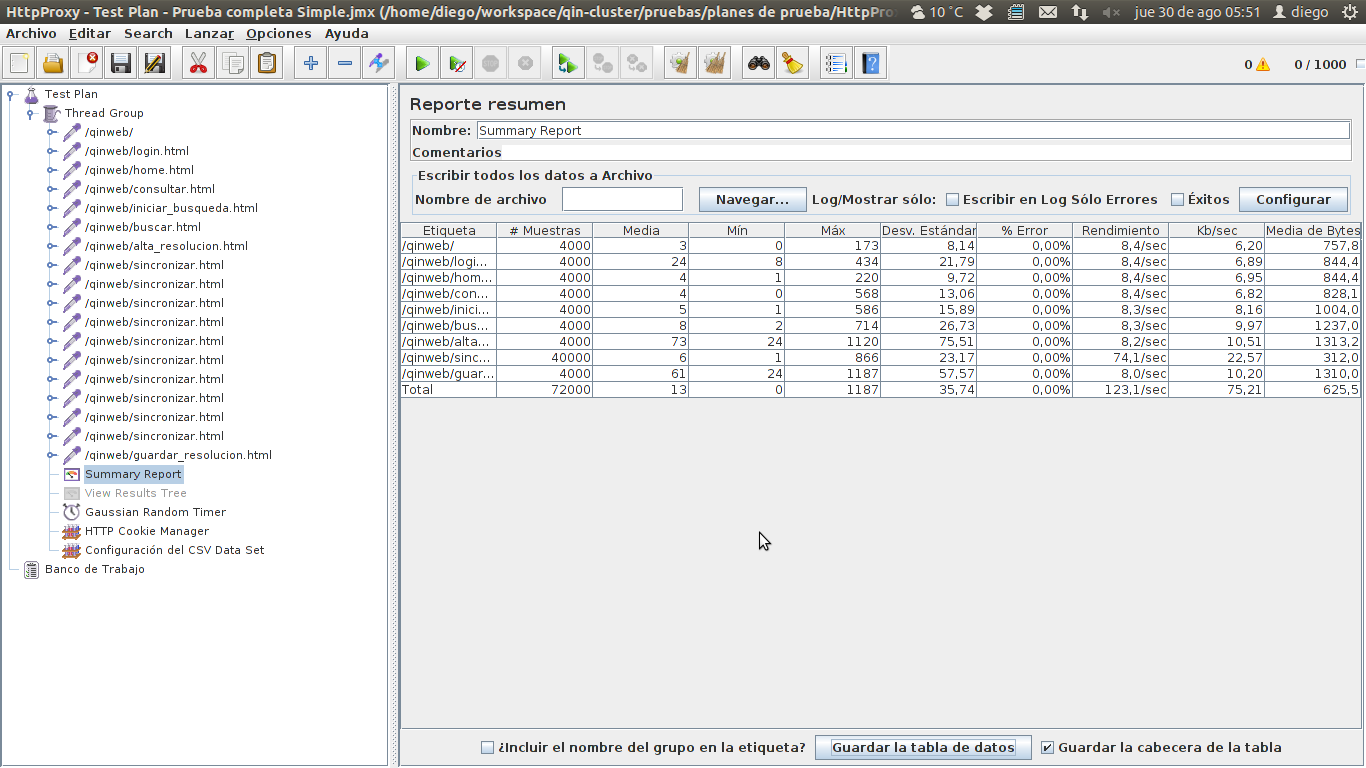 HttpProxy - Test Plan - Prueba completa Simple.jmx (/home/diego/workspace/qin-cluster/pruebas/planes de prueba/HttpPro 10 °C jue 30 de ago 05:51 diego
Archivo Editar Search Lanzar Opciones Ayuda
0 0 / 1000
Test Plan
Thread Group
/qinweb/
/qinweb/login.html
/qinweb/home.html
/qinweb/consultar.html
/qinweb/iniciar_busqueda.html
/qinweb/buscar.html
/qinweb/alta_resolucion.html
/qinweb/sincronizar.html
/qinweb/sincronizar.html
/qinweb/sincronizar.html
/qinweb/sincronizar.html
/qinweb/sincronizar.html
/qinweb/sincronizar.html
/qinweb/sincronizar.html
/qinweb/sincronizar.html
/qinweb/sincronizar.html
/qinweb/sincronizar.html
/qinweb/guardar_resolucion.html
Summary Report
View Results Tree
Gaussian Random Timer
HTTP Cookie Manager
Configuración del CSV Data Set
Banco de Trabajo
Reporte resumen
Nombre: Summary Report
Comentarios
Escribir todos los datos a Archivo
Nombre de archivo Navegar... Log/Mostrar sólo: Escribir en Log Sólo Errores Éxitos Configurar
Etiqueta # Muestras Media Mín Máx Desv. Estándar % Error Rendimiento Kb/sec Media de Bytes
/qinweb/ 4000 3 0 173 8,14 0,00% 8,4/sec 6,20 757,8
/qinweb/logi... 4000 24 8 434 21,79 0,00% 8,4/sec 6,89 844,4
/qinweb/hom... 4000 4 1 220 9,72 0,00% 8,4/sec 6,95 844,4
/qinweb/con... 4000 4 0 568 13,06 0,00% 8,4/sec 6,82 828,1
/qinweb/inici... 4000 5 1 586 15,89 0,00% 8,3/sec 8,16 1004,0
/qinweb/bus... 4000 8 2 714 26,73 0,00% 8,3/sec 9,97 1237,0
/qinweb/alta... 4000 73 24 1120 75,51 0,00% 8,2/sec 10,51 1313,2
/qinweb/sinc... 40000 6 1 866 23,17 0,00% 74,1/sec 22,57 312,0
/qinweb/guar... 4000 61 24 1187 57,57 0,00% 8,0/sec 10,20 1310,0
Total 72000 13 0 1187 35,74 0,00% 123,1/sec 75,21 625,5
¿Incluir el nombre del grupo en la etiqueta? Guardar la tabla de datos Guardar la cabecera de la tabla